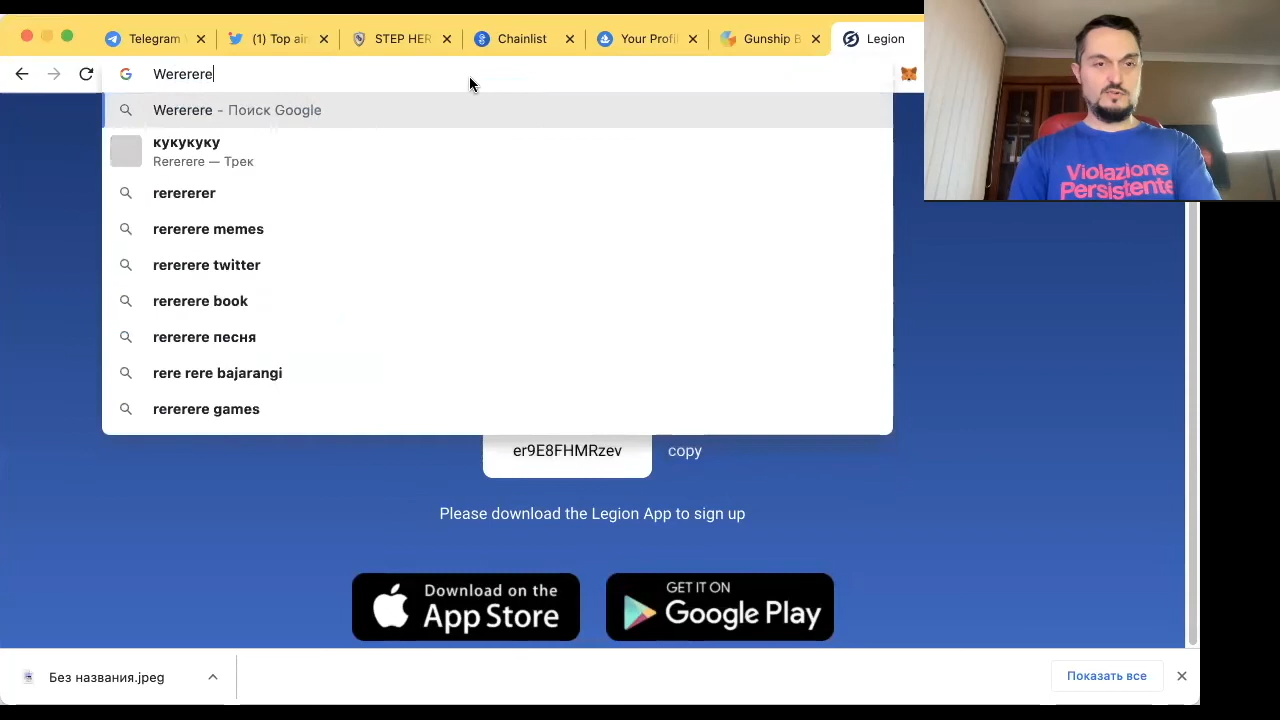 Telegram
(1) Top air
STEP HER
Chainlist
Your Profi
Gunship B
Legion
Wererere
Wererere - Поиск Google
кукукуку
Rererere — Трек
rerererer
rererere memes
rererere twitter
rererere book
rererere песня
rere rere bajarangi
rererere games
Violazione
Persistente
er9E8FHMRzev
copy
Please download the Legion App to sign up
Download on the
App Store
GET IT ON
Google Play
Без названия.jpeg
Показать все